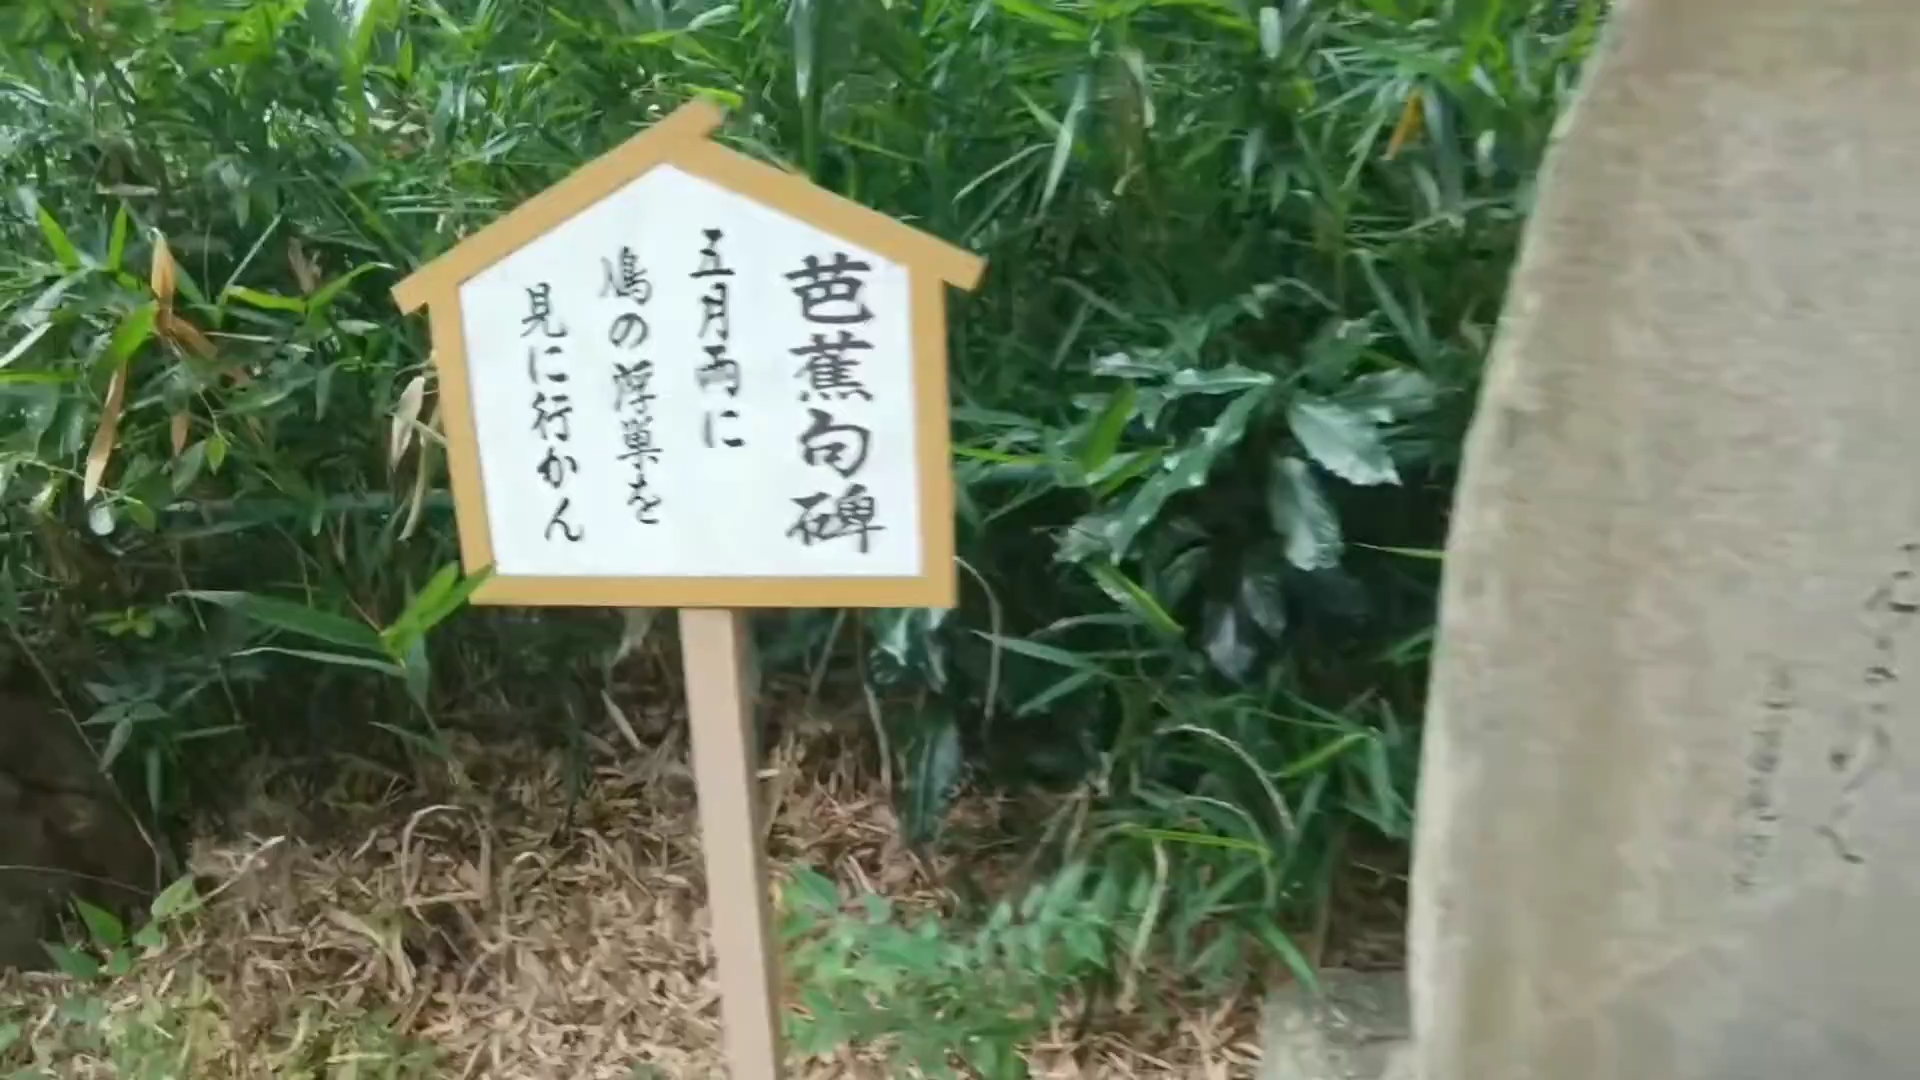 芭蕉句碑
五月雨に
鳰の浮巣を
見に行かん